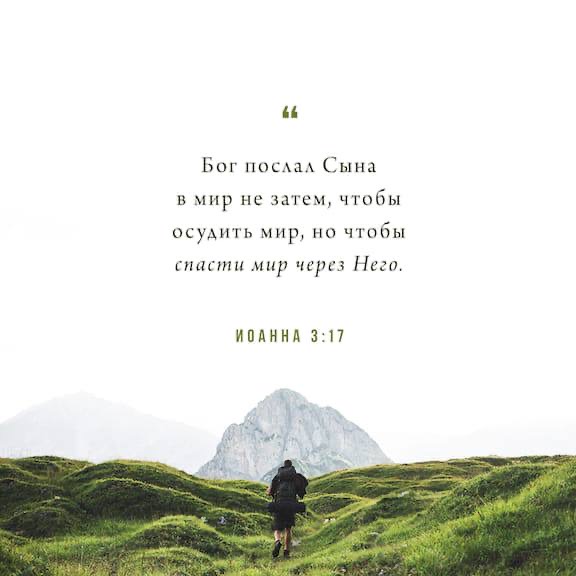 ❝
Бог послал Сына
в мир не затем, чтобы
осудить мир, но чтобы
спасти мир через Него.
ИОАННА 3:17